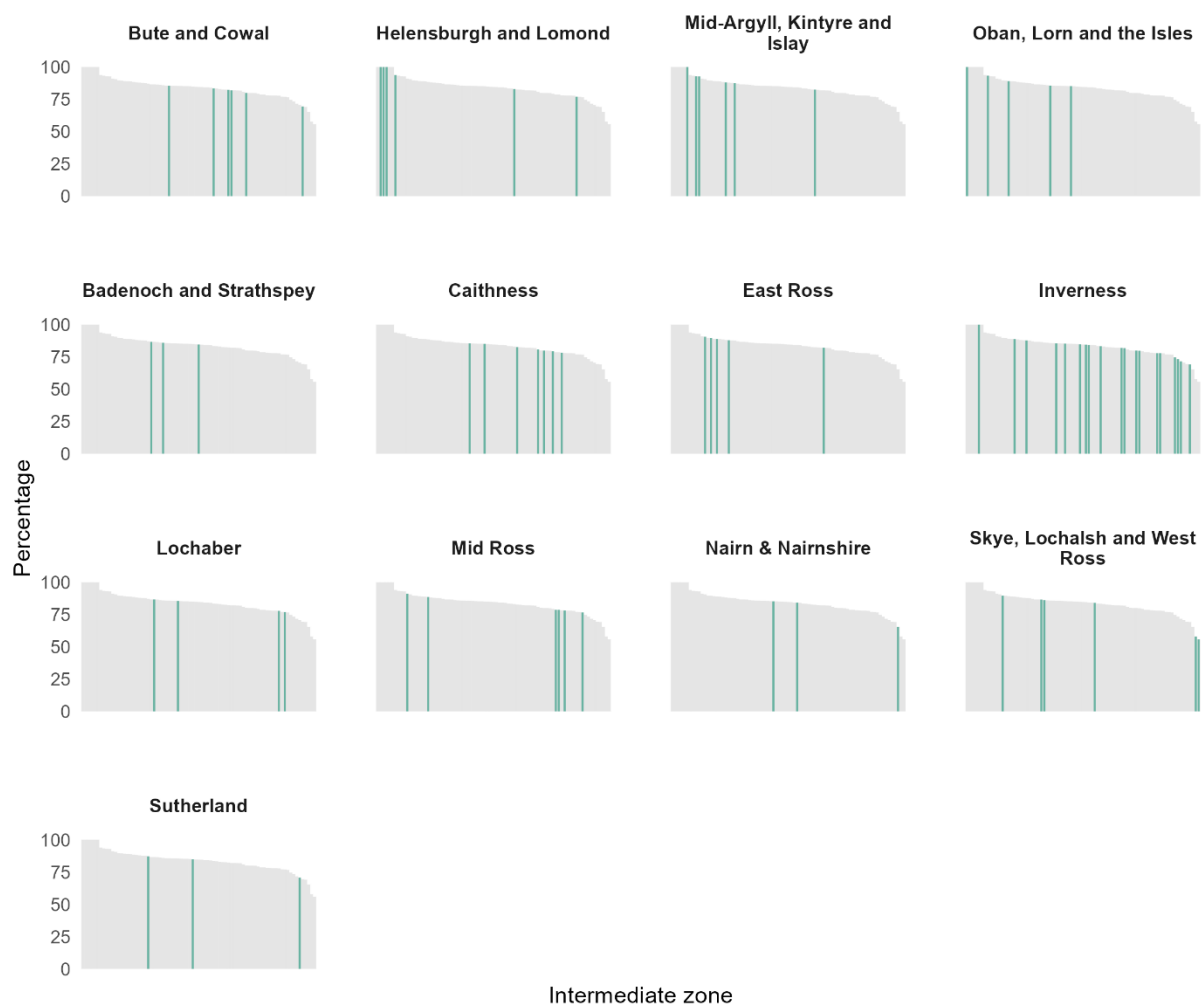 Bute and Cowal
Helensburgh and Lomond
Mid-Argyll, Kintyre and
Islay
Oban, Lorn and the Isles
100
75
50
25
0
Badenoch and Strathspey
Caithness
East Ross
Inverness
100
75
50
25
0
Percentage
Lochaber
Mid Ross
Nairn & Nairnshire
Skye, Lochalsh and West
Ross
100
75
50
25
0
Sutherland
100
75
50
25
0
Intermediate zone